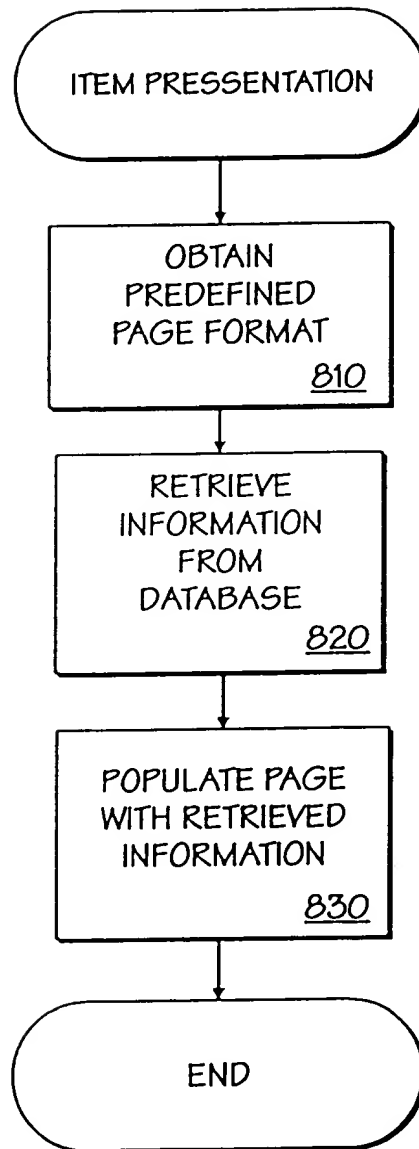 ITEM PRESSENTATION
OBTAIN
PREDEFINED
PAGE FORMAT
810
RETRIEVE
INFORMATION
FROM
DATABASE
820
POPULATE PAGE
WITH RETRIEVED
INFORMATION
830
END